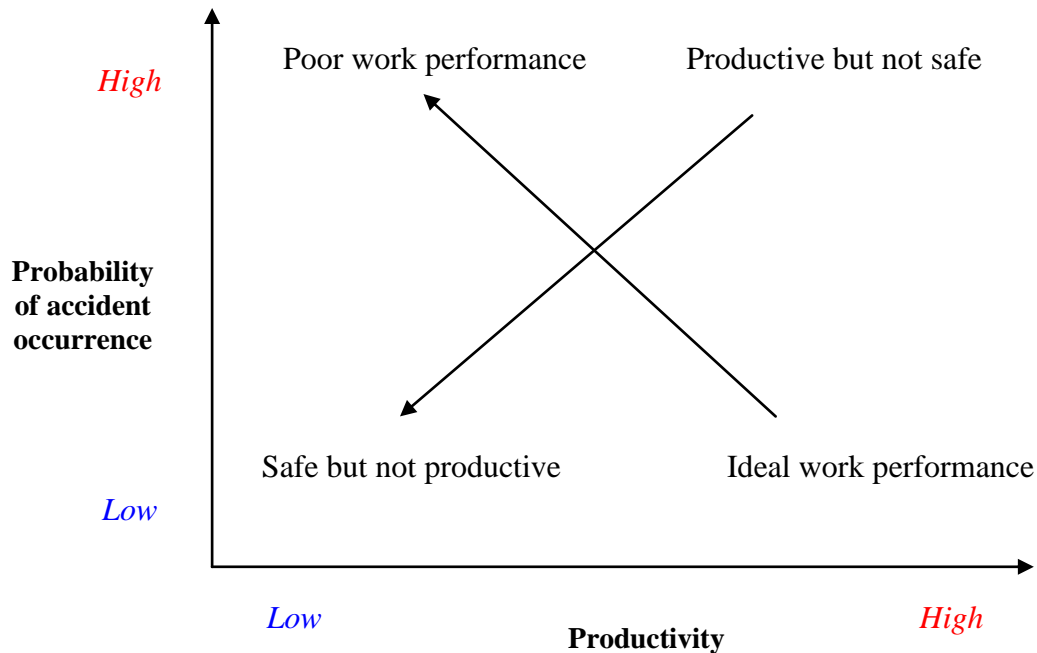 Poor work performance
Productive but not safe
High
Probability
of accident
occurrence
Safe but not productive
Ideal work performance
Low
Low
High
Productivity